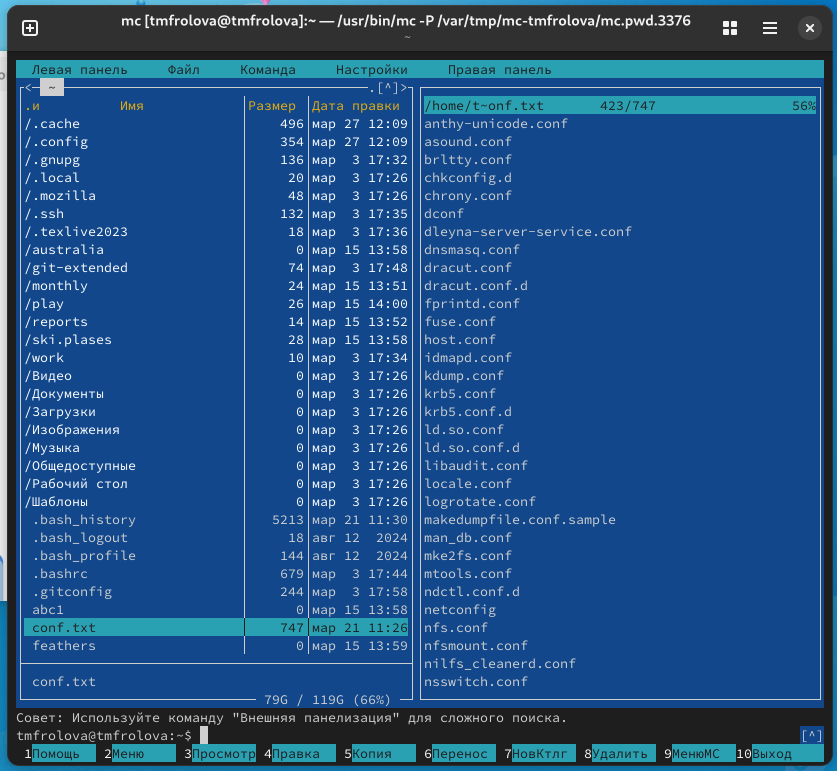 mc [tmfrolova@tmfrolova]:~ — /usr/bin/mc -P /var/tmp/mc-tmfrolova/mc.pwd.3376
~
Левая панель Файл Команда Настройки Правая панель
<─ ~ .[^]>
.и Имя Размер Дата правки
/.cache 496 мар 27 12:09
/.config 354 мар 27 12:09
/.gnupg 136 мар 3 17:32
/.local 20 мар 3 17:26
/.mozilla 48 мар 3 17:26
/.ssh 132 мар 3 17:35
/.texlive2023 18 мар 3 17:36
/australia 0 мар 15 13:58
/git-extended 74 мар 3 17:48
/monthly 24 мар 15 13:51
/play 26 мар 15 14:00
/reports 14 мар 15 13:52
/ski.plases 28 мар 15 13:58
/work 10 мар 3 17:34
/Видео 0 мар 3 17:26
/Документы 0 мар 3 17:26
/Загрузки 0 мар 3 17:26
/Изображения 0 мар 3 17:26
/Музыка 0 мар 3 17:26
/Общедоступные 0 мар 3 17:26
/Рабочий стол 0 мар 3 17:26
/Шаблоны 0 мар 3 17:26
.bash_history 5213 мар 21 11:30
.bash_logout 18 авг 12 2024
.bash_profile 144 авг 12 2024
.bashrc 679 мар 3 17:44
.gitconfig 244 мар 3 17:58
abc1 0 мар 15 13:58
conf.txt 747 мар 21 11:26
feathers 0 мар 15 13:59
conf.txt
79G / 119G (66%)
/home/t~onf.txt 423/747 56%
anthy-unicode.conf
asound.conf
brltty.conf
chkconfig.d
chrony.conf
dconf
dleyna-server-service.conf
dnsmasq.conf
dracut.conf
dracut.conf.d
fprintd.conf
fuse.conf
host.conf
idmapd.conf
kdump.conf
krb5.conf
krb5.conf.d
ld.so.conf
ld.so.conf.d
libaudit.conf
locale.conf
logrotate.conf
makedumpfile.conf.sample
man_db.conf
mke2fs.conf
mtools.conf
ndctl.conf.d
netconfig
nfs.conf
nfsmount.conf
nilfs_cleanerd.conf
nsswitch.conf
Совет: Используйте команду "Внешняя панелизация" для сложного поиска.
tmfrolova@tmfrolova:~$ [^]
1Помощь 2Меню 3Просмотр 4Правка 5Копия 6Перенос 7НовКтлг 8Удалить 9МенюMC 10Выход